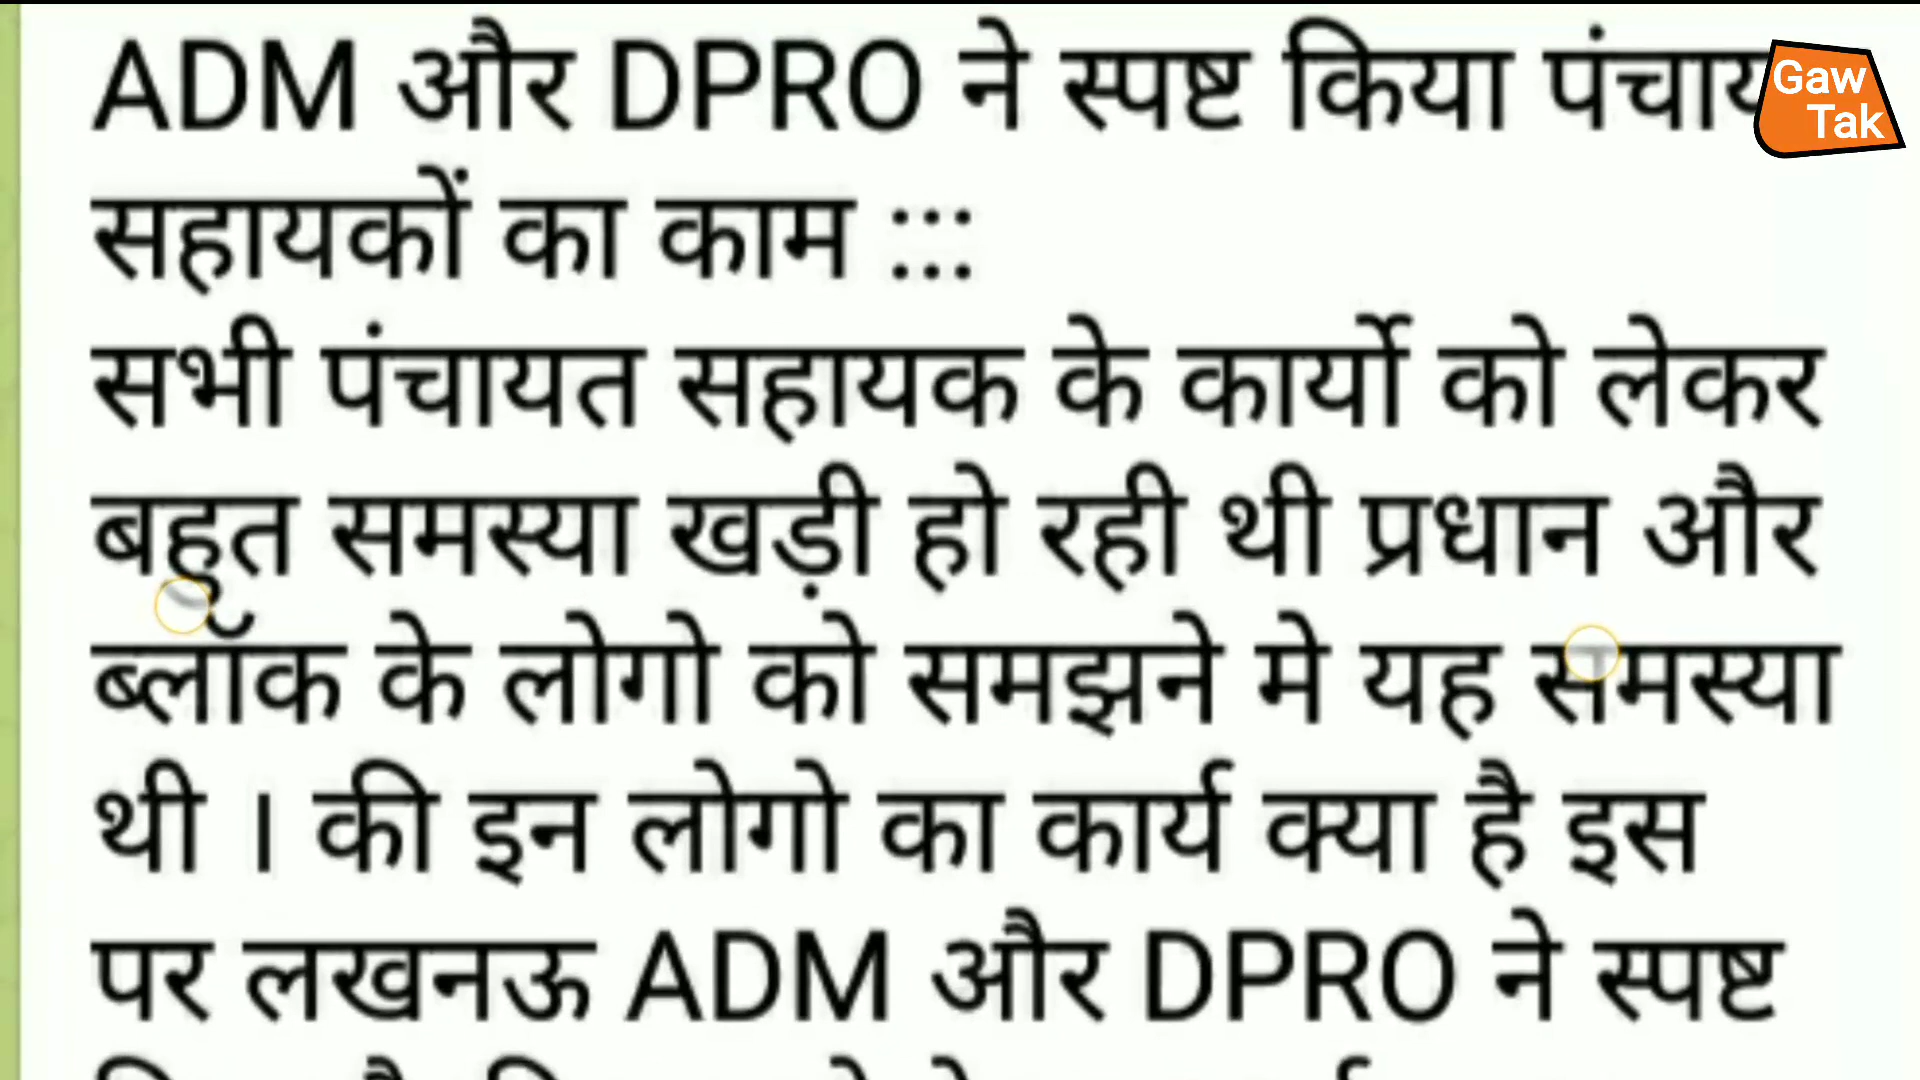 ADM और DPRO ने स्पष्ट किया
Gaw
Tak
सहायकों का काम :::
सभी पंचायत सहायक के कार्यो को लेकर
बहुत समस्या खड़ी हो रही थी प्रधान और
ब्लॉक के लोगो को समझने मे यह समस्या
थी । की इन लोगो का कार्य क्या है इस
पर लखनऊ ADM और DPRO ने स्पष्ट